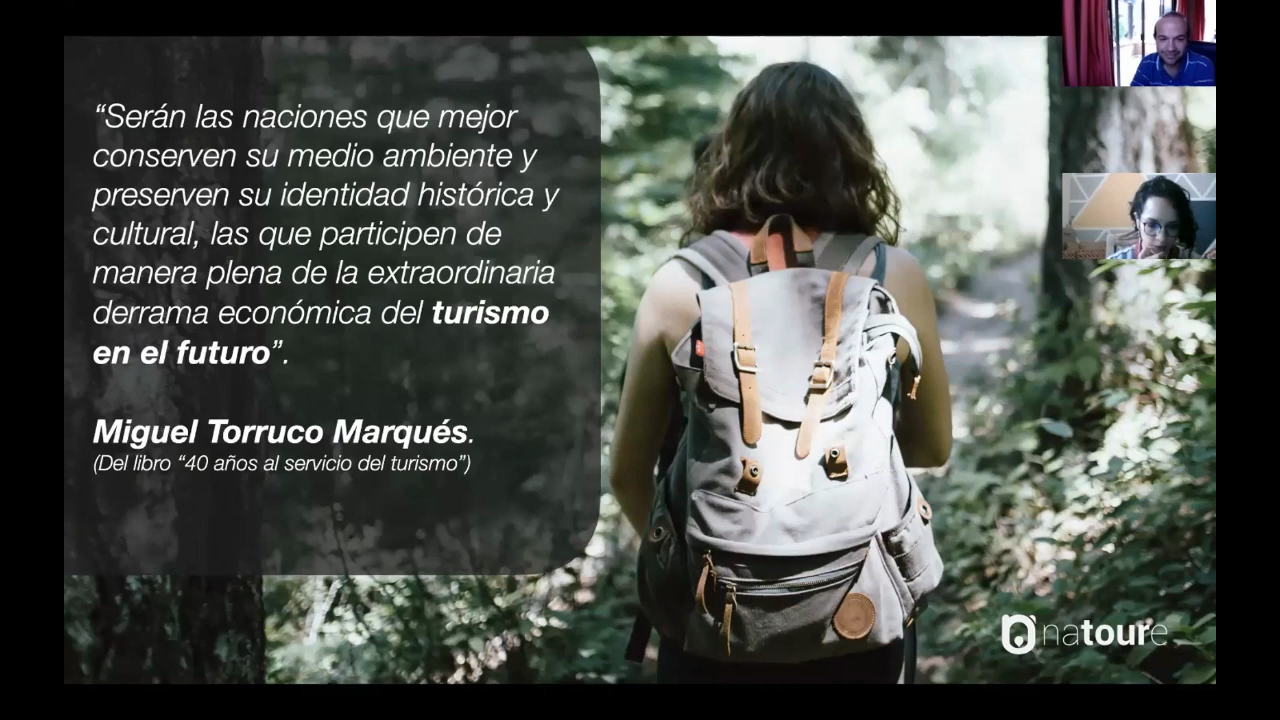 “Serán las naciones que mejor
conserven su medio ambiente y
preserven su identidad histórica y
cultural, las que participen de
manera plena de la extraordinaria
derrama económica del turismo
en el futuro”.
Miguel Torruco Marqués.
(Del libro “40 años al servicio del turismo”)
natoure